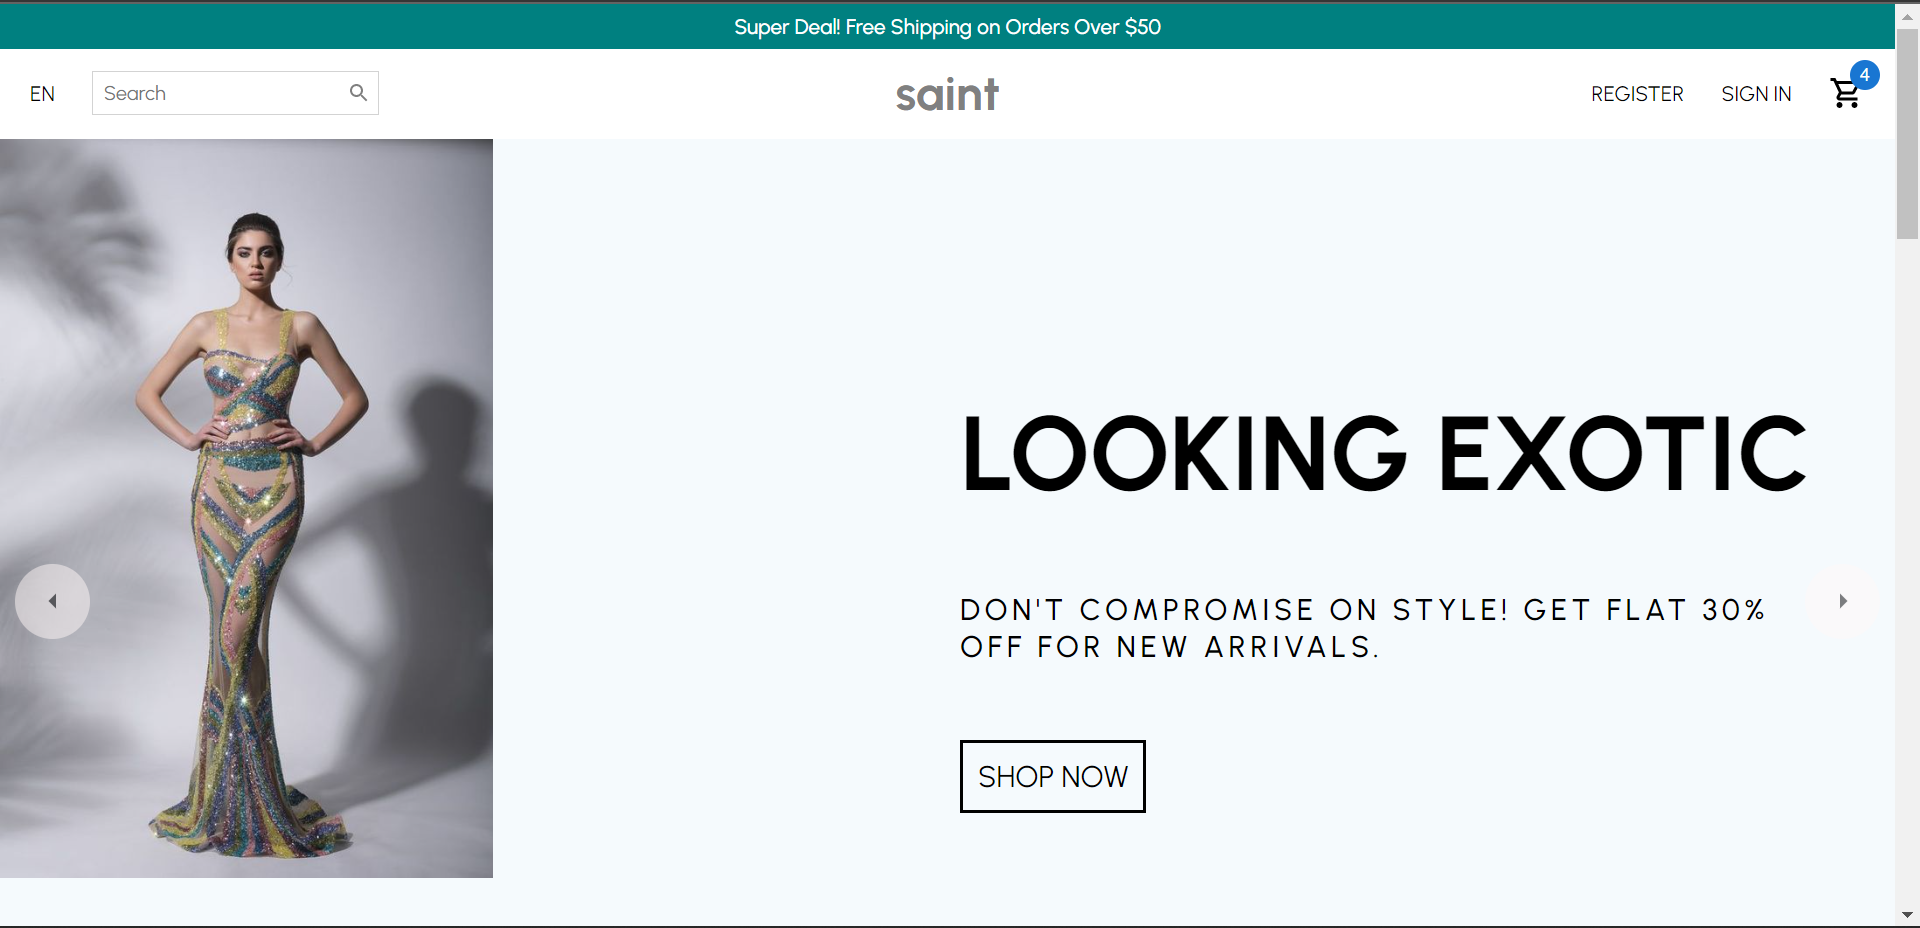 Super Deal! Free Shipping on Orders Over $50
EN
Search
saint
REGISTER
SIGN IN
4
LOOKING EXOTIC
DON'T COMPROMISE ON STYLE! GET FLAT 30%
OFF FOR NEW ARRIVALS.
SHOP NOW